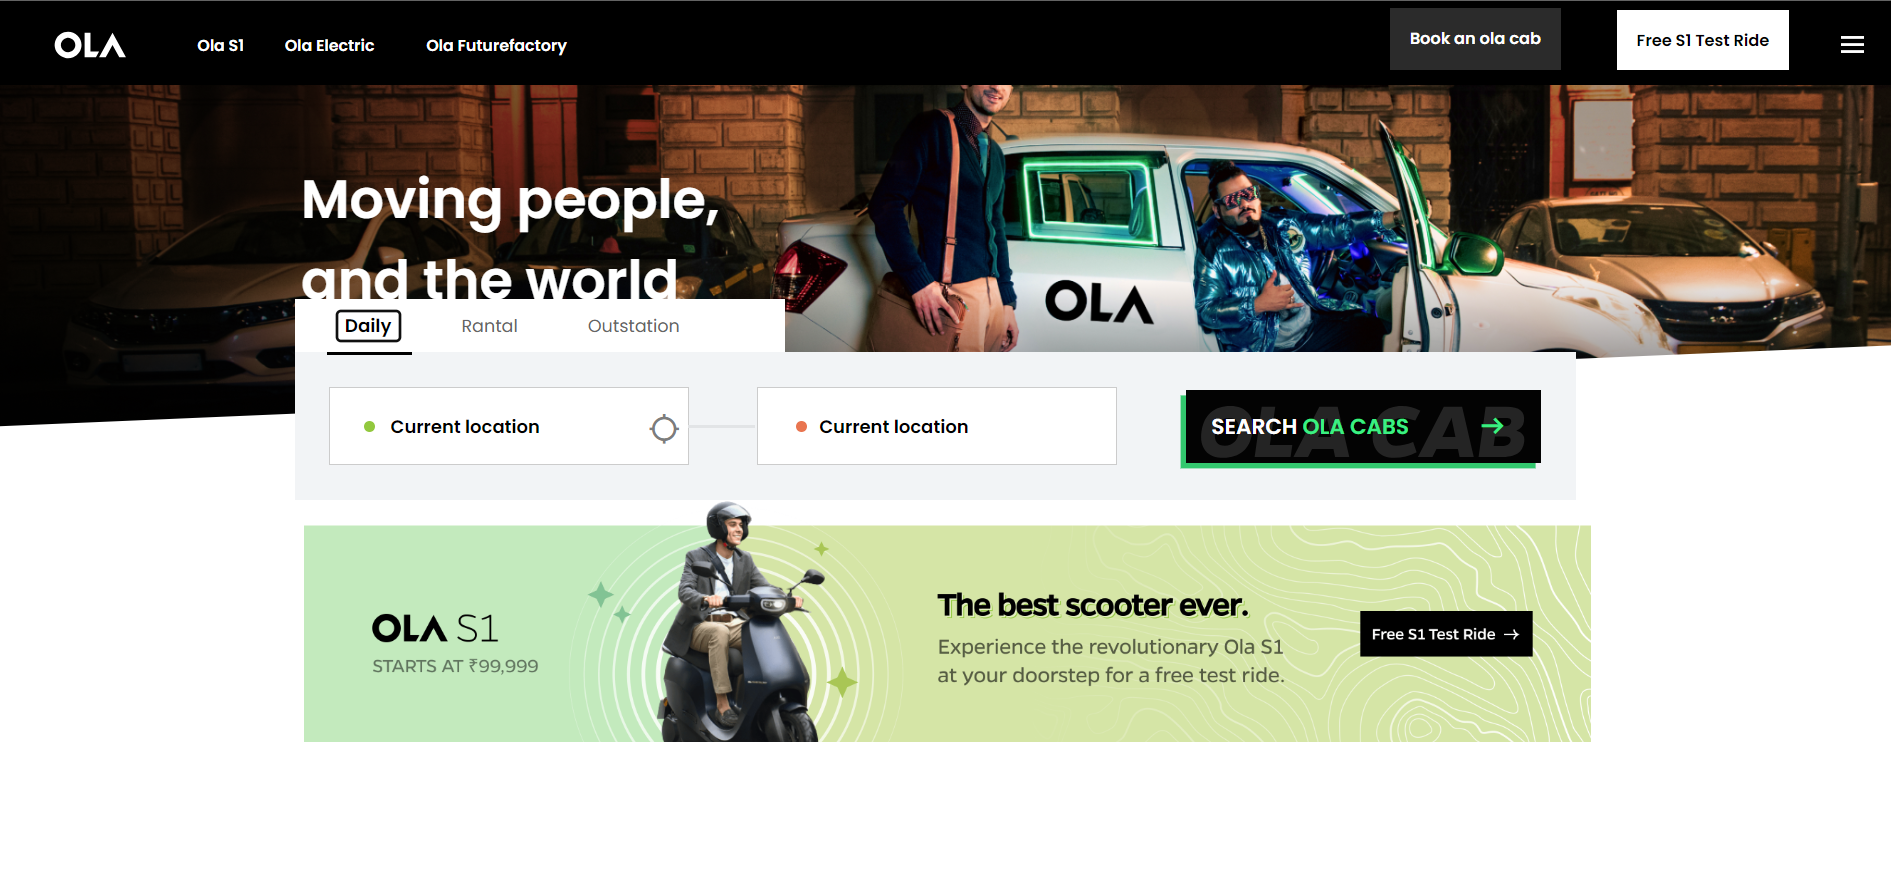 OLA
Ola S1
Ola Electric
Ola Futurefactory
Book an ola cab
Free S1 Test Ride
Moving people,
and the world
OLA
Daily
Rantal
Outstation
Current location
Current location
OLA CAB
SEARCH OLA CABS
OLA S1
STARTS AT ₹99,999
The best scooter ever.
Experience the revolutionary Ola S1
at your doorstep for a free test ride.
Free S1 Test Ride